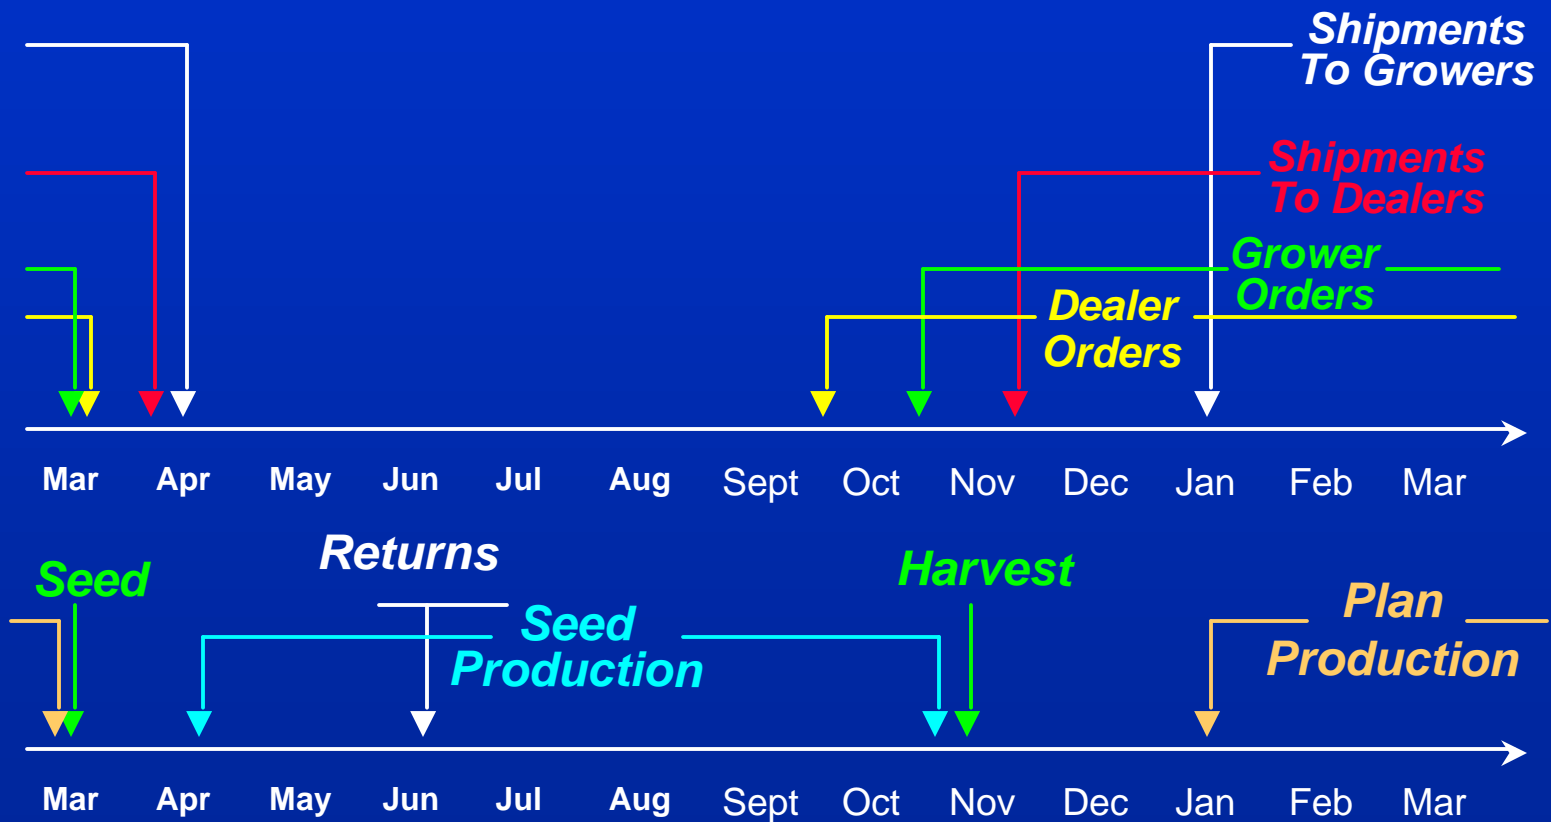 Shipments
To Growers
Shipments
To Dealers
Grower
Orders
Dealer
Orders
Mar Apr May Jun Jul Aug Sept Oct Nov Dec Jan Feb Mar
Returns
Harvest
Seed
Plan
Production
Seed
Production
Mar Apr May Jun Jul Aug Sept Oct Nov Dec Jan Feb Mar